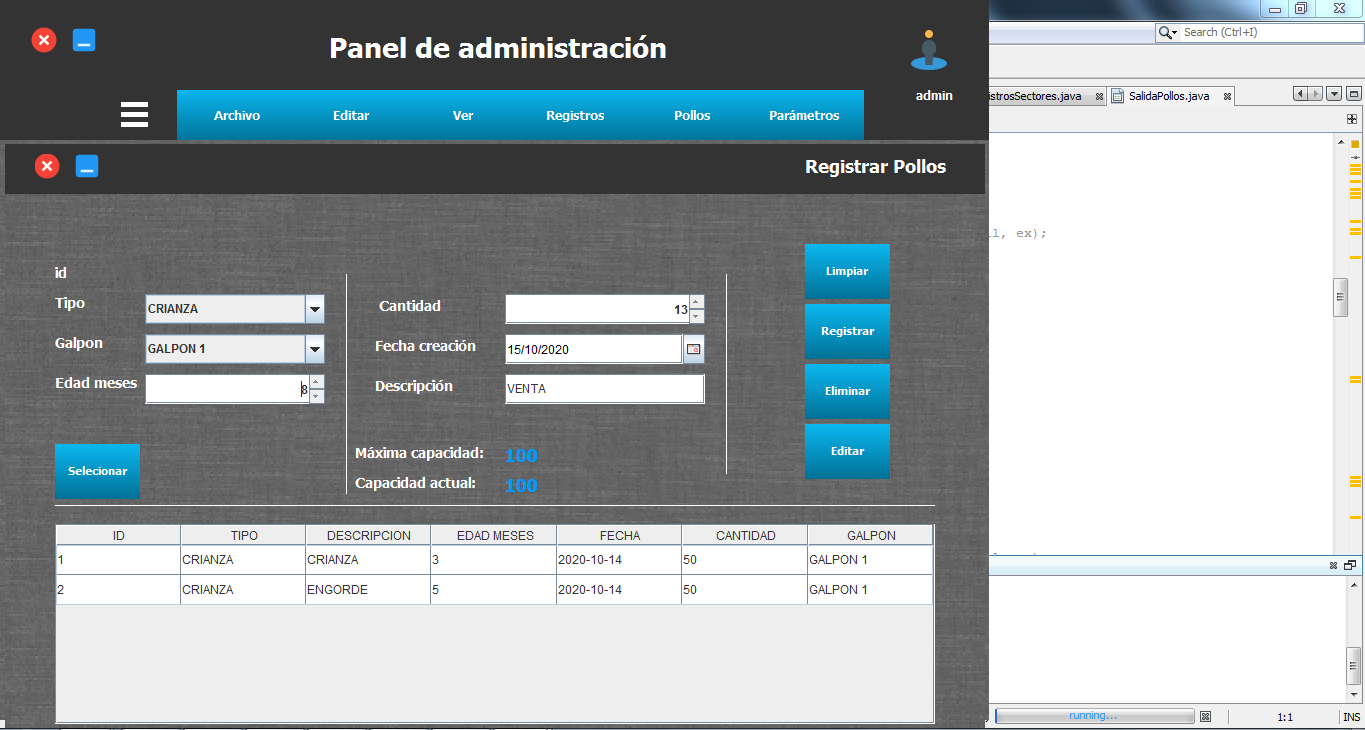 Search (Ctrl+I)
Panel de administración
admin
istrosSectores.java
SalidaPollos.java
Archivo Editar Ver Registros Pollos Parámetros
Registrar Pollos
ex);
id
Tipo CRIANZA
Galpon GALPON 1
Edad meses 8
Cantidad 13
Fecha creación 15/10/2020
Descripción VENTA
Limpiar
Registrar
Eliminar
Editar
Selecionar
Máxima capacidad: 100
Capacidad actual: 100
ID TIPO DESCRIPCION EDAD MESES FECHA CANTIDAD GALPON
1 CRIANZA CRIANZA 3 2020-10-14 50 GALPON 1
2 CRIANZA ENGORDE 5 2020-10-14 50 GALPON 1
running...
1:1
INS